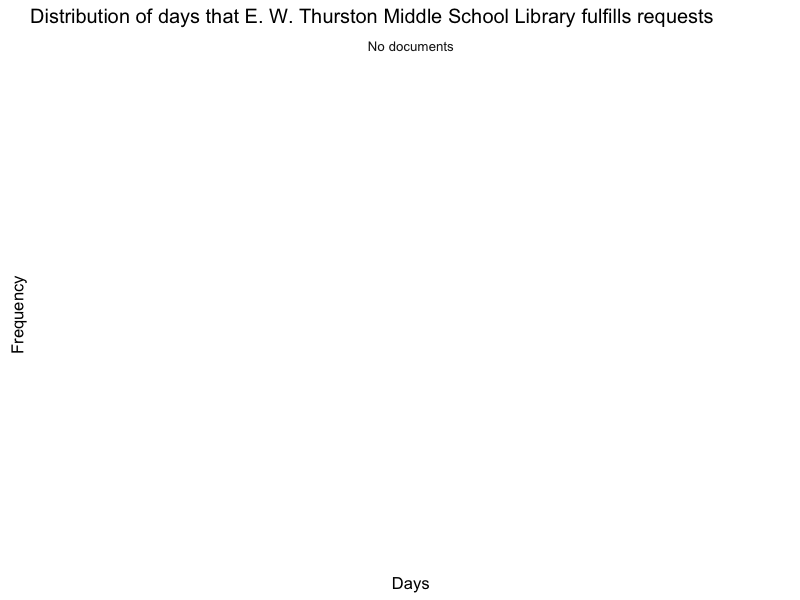 Distribution of days that E. W. Thurston Middle School Library fulfills requests
No documents
Frequency
Days